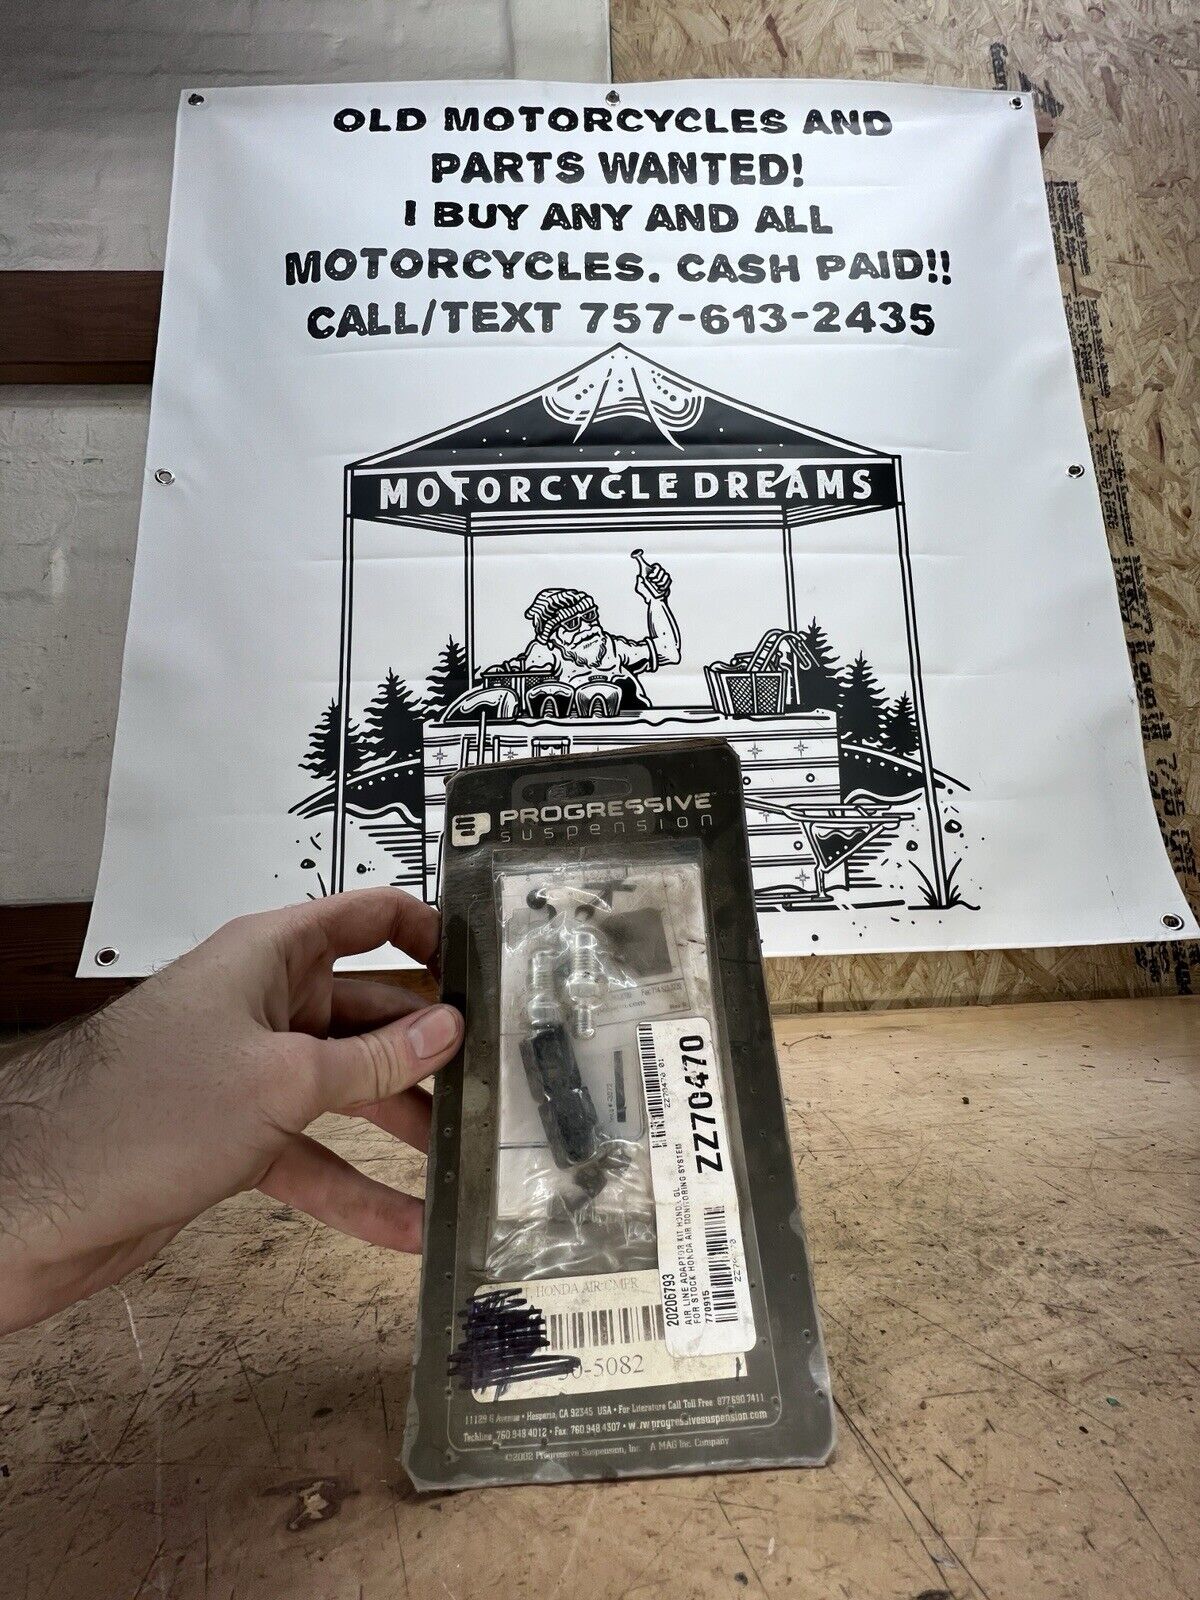 OLD MOTORCYCLES AND
PARTS WANTED!
I BUY ANY AND ALL
MOTORCYCLES. CASH PAID!!
CALL/TEXT 757-613-2435
MOTORCYCLE DREAMS
PROGRESSIVE
suspension
ZZ70470
20206793
AIR LINE ADAPTOR KIT HONDA GL
FOR STOCK HONDA AIR MONITORING SYSTEM
770915
HONDA AIR CMPR
30-5082
11129 G Avenue • Hesperia, CA 92345 USA • For Literature Call Toll Free 877 690 7411
Techline 760 948 4012 • Fax 760 948 4307 • www.progressivesuspension.com
©2002 Progressive Suspension, Inc. A MAG Inc. Company